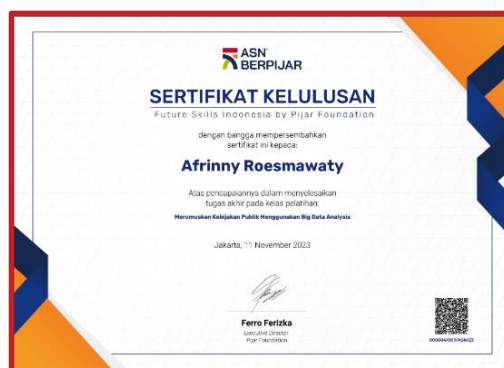 ASN
BERPIJAR
SERTIFIKAT KELULUSAN
Future Skills Indonesia by Pijar Foundation
dengan bangga mempersembahkan
sertifikat ini kepada:
Afrinny Roesmawaty
Atas pencapaiannya dalam menyelesaikan
tugas akhir pada kelas pelatihan:
Merumuskan Kebijakan Publik Menggunakan Big Data Analysis
Jakarta, 11 November 2023
Ferro Ferizka
Executive Director
Pijar Foundation